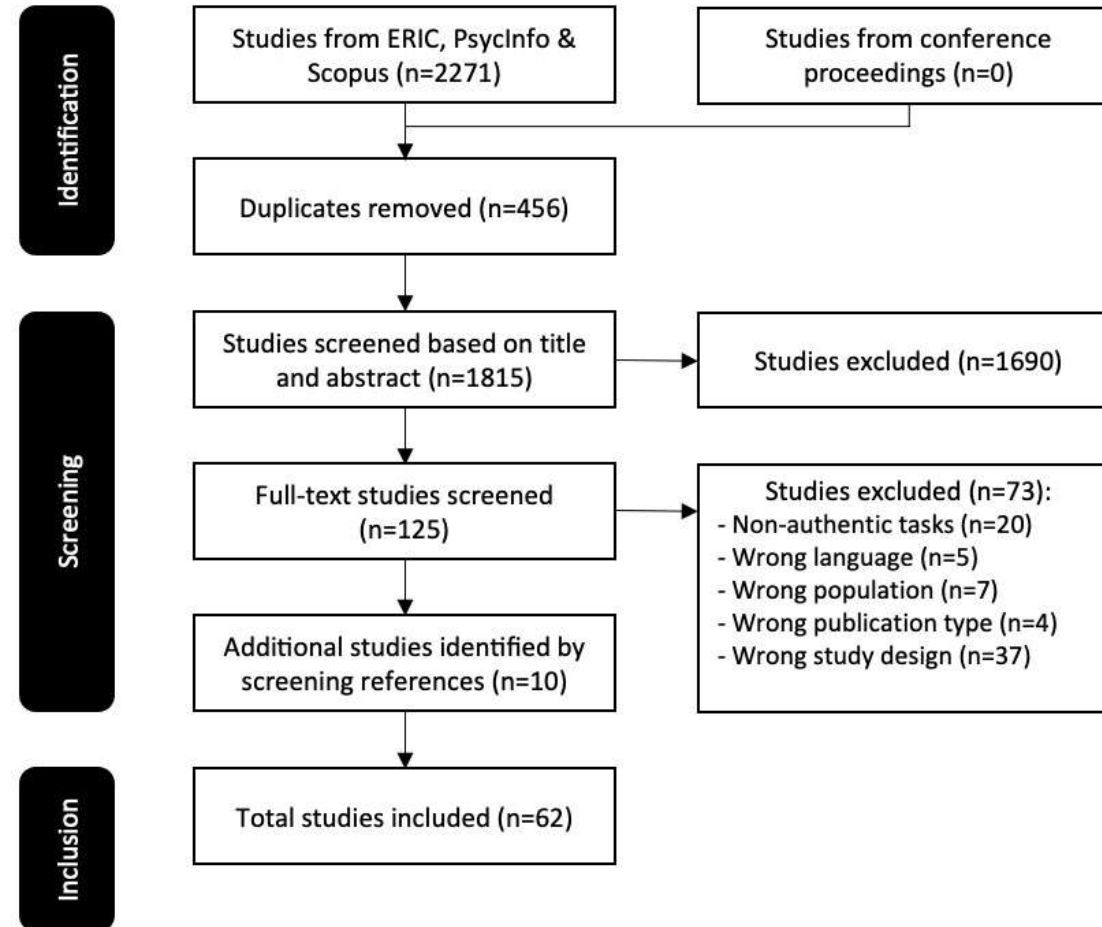 Identification
Studies from ERIC, PsycInfo &
Scopus (n=2271)
Studies from conference
proceedings (n=0)
Duplicates removed (n=456)
Screening
Studies screened based on title
and abstract (n=1815)
Studies excluded (n=1690)
Full-text studies screened
(n=125)
Studies excluded (n=73):
- Non-authentic tasks (n=20)
- Wrong language (n=5)
- Wrong population (n=7)
- Wrong publication type (n=4)
- Wrong study design (n=37)
Additional studies identified by
screening references (n=10)
Inclusion
Total studies included (n=62)